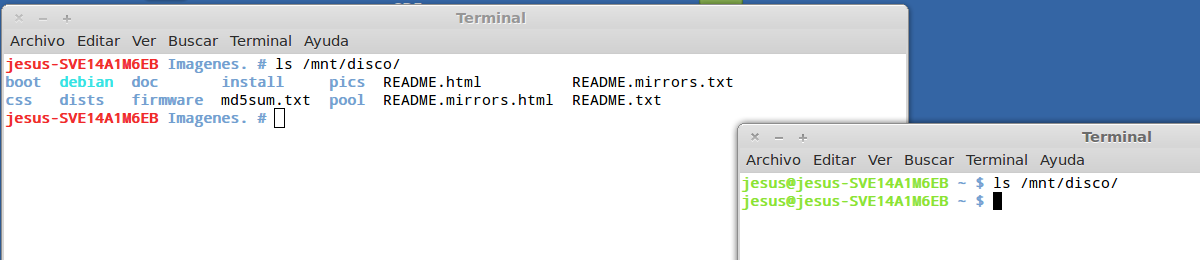 Terminal
Archivo Editar Ver Buscar Terminal Ayuda
jesus-SVE14A1M6EB Imagenes. # ls /mnt/disco/
boot debian doc install pics README.html README.mirrors.txt
css dists firmware md5sum.txt pool README.mirrors.html README.txt
jesus-SVE14A1M6EB Imagenes. #
Terminal
Archivo Editar Ver Buscar Terminal Ayuda
jesus@jesus-SVE14A1M6EB ~ $ ls /mnt/disco/
jesus@jesus-SVE14A1M6EB ~ $